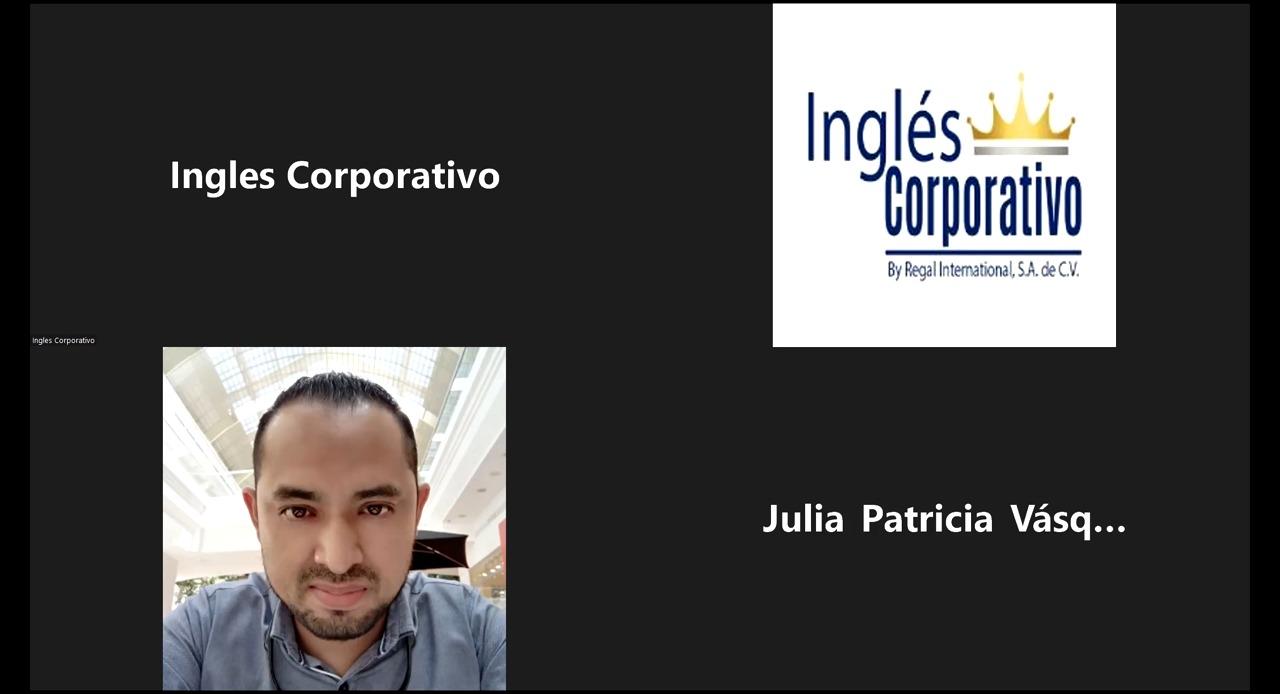 Ingles Corporativo
Inglés
Corporativo
By Regal International, S.A. de C.V.
Ingles Corporativo
Julia Patricia Vásq...